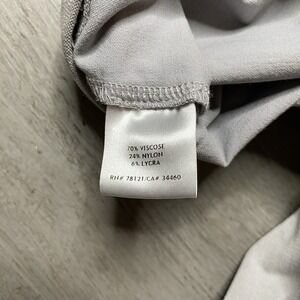 70% VISCOSE
24% NYLON
6% LYCRA
RN# 78121/CA# 34460